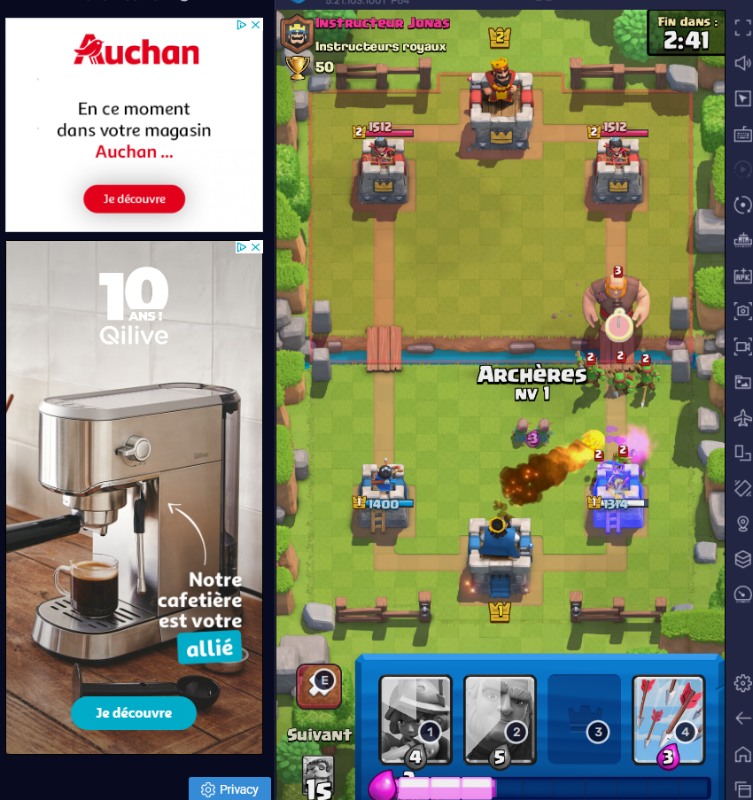 Auchan
En ce moment
dans votre magasin
Auchan ...
Je découvre
10
ANS !
Qilive
Notre
cafetière
est votre
allié
Je découvre
Privacy
Instructeur Jonas
Instructeurs royaux
50
Fin dans :
2:41
2
2
1512
2
1512
3
2
2
2
Archères
NV 1
3
2
2
1
1400
1
1314
1
E
Suivant
15
1
4
2
5
3
4
3